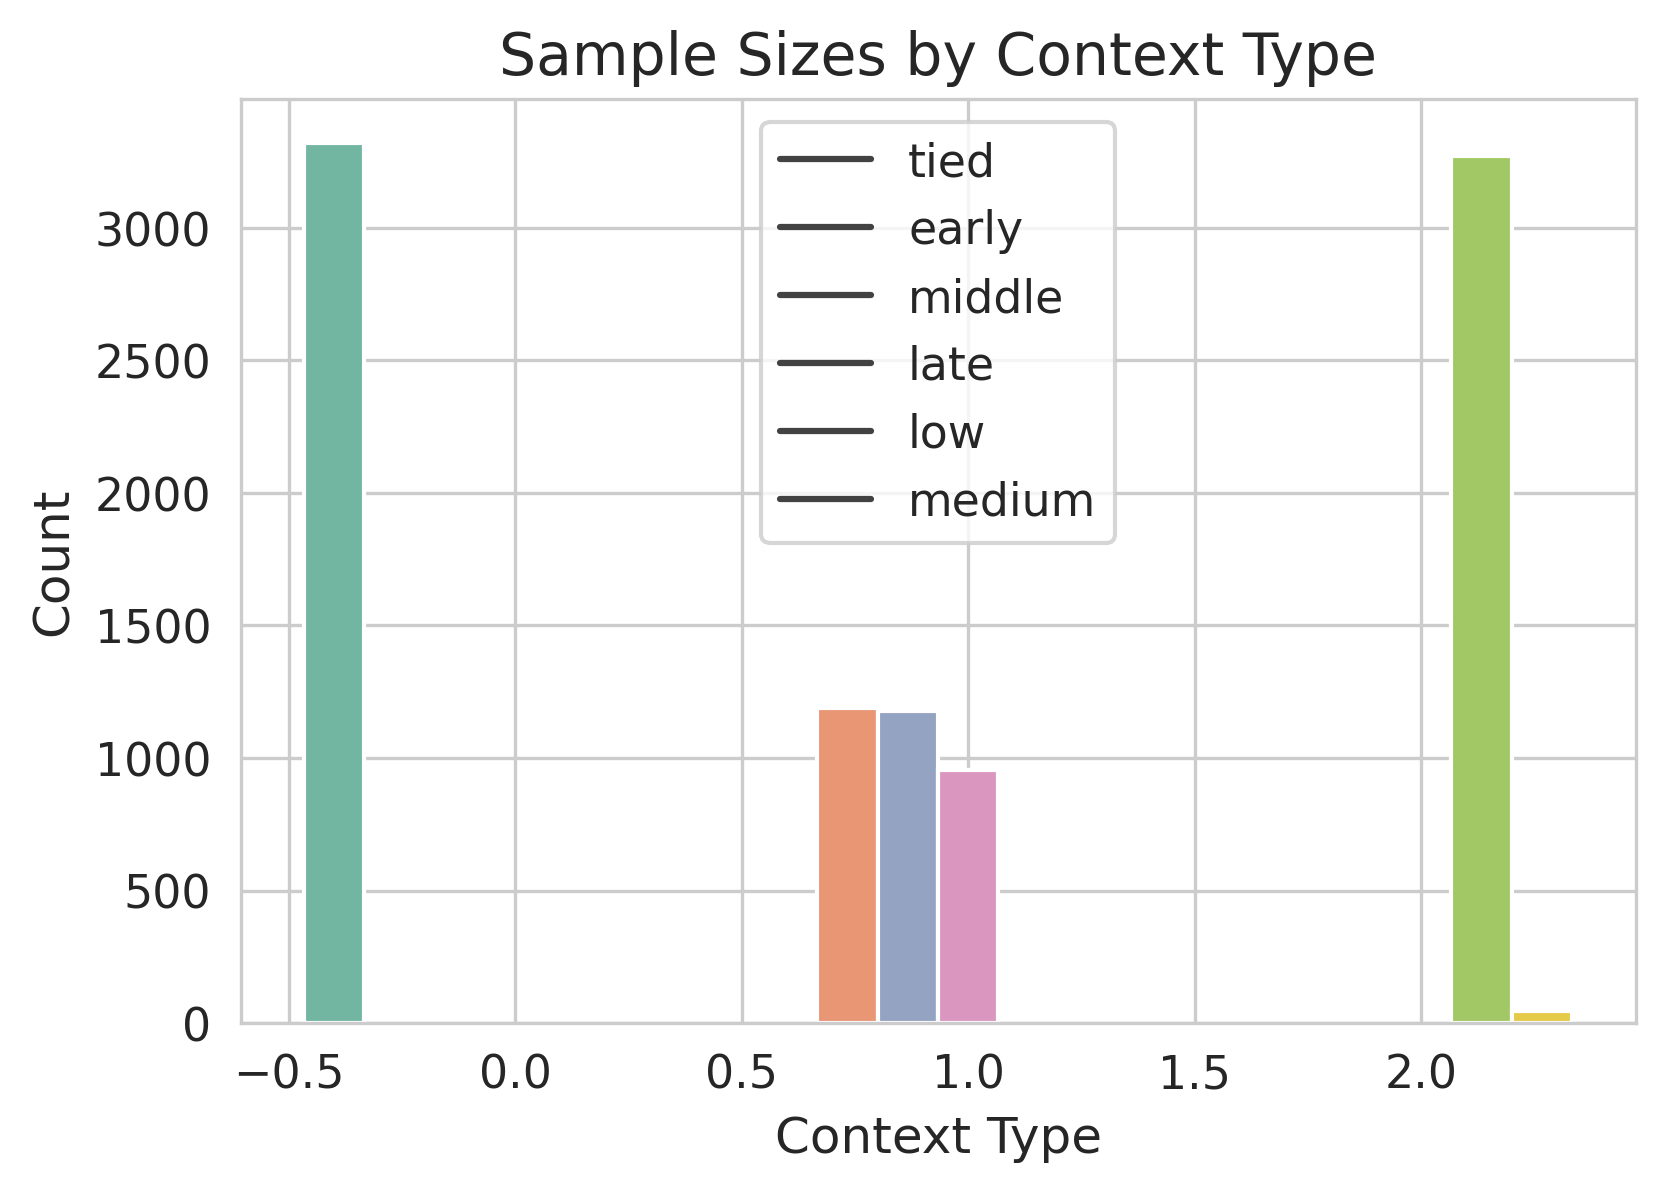 Sample Sizes by Context Type
tied
early
middle
late
low
medium
3000
2500
2000
1500
1000
500
0
Count
−0.5
0.0
0.5
1.0
1.5
2.0
Context Type